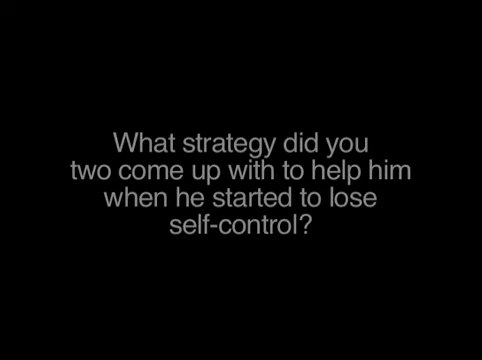 What strategy did you
two come up with to help him
when he started to lose
self-control?